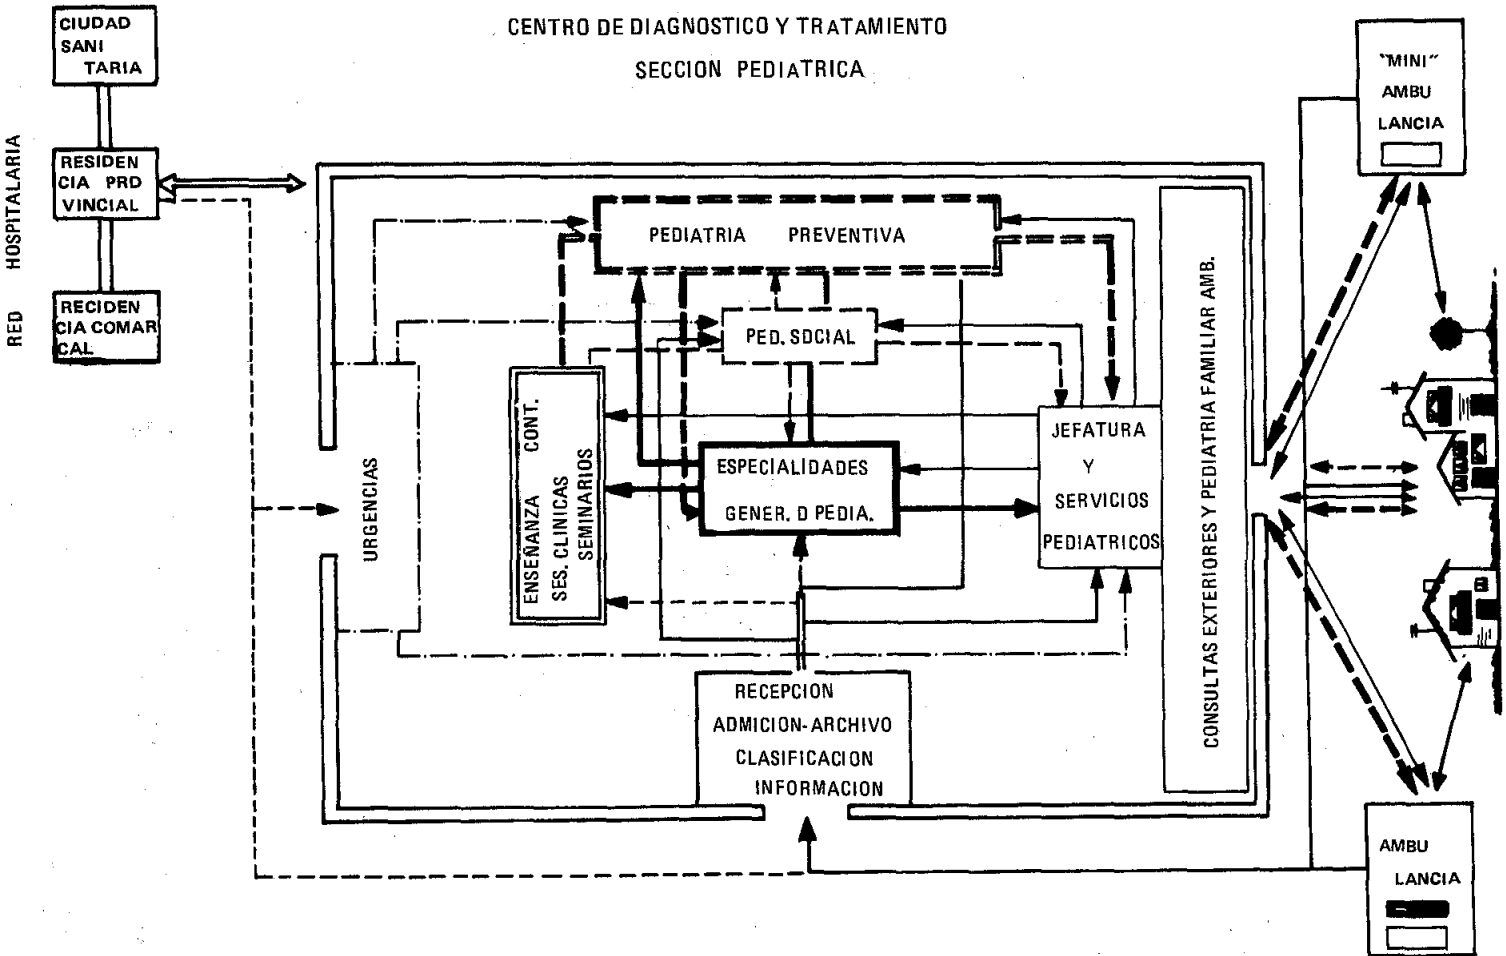 CENTRO DE DIAGNOSTICO Y TRATAMIENTO
SECCION PEDIATRICA
RED HOSPITALARIA
CIUDAD
SANI
TARIA
RESIDEN
CIA PRD
VINCIAL
RECIDEN
CIA COMAR
CAL
"MINI"
AMBU
LANCIA
PEDIATRIA PREVENTIVA
PED. SDCIAL
URGENCIAS
ENSEÑANZA CONT.
SES. CLINICAS
SEMINARIOS
ESPECIALIDADES
GENER. D PEDIA.
JEFATURA
Y
SERVICIOS
PEDIATRICOS
CONSULTAS EXTERIORES Y PEDIATRIA FAMILIAR AMB.
RECEPCION
ADMICION-ARCHIVO
CLASIFICACION
INFORMACION
AMBU
LANCIA